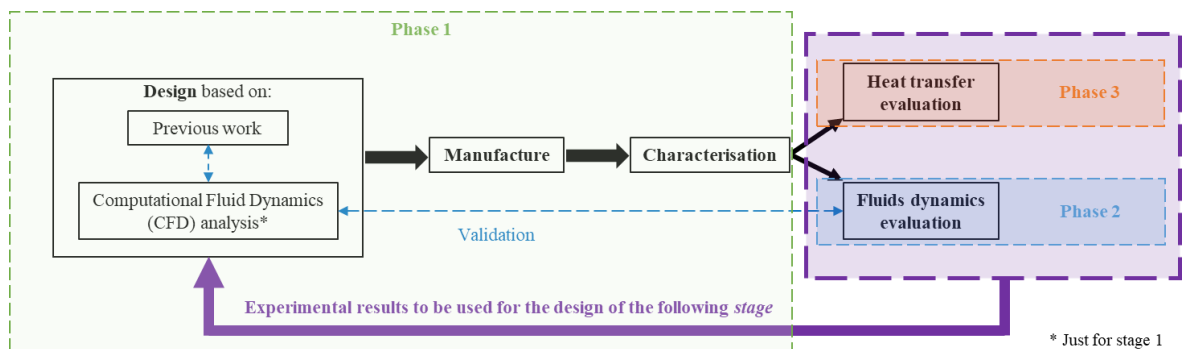 Phase 1
Design based on:
Previous work
Computational Fluid Dynamics
(CFD) analysis*
Manufacture
Characterisation
Heat transfer
evaluation
Phase 3
Fluids dynamics
evaluation
Phase 2
Validation
Experimental results to be used for the design of the following stage
* Just for stage 1